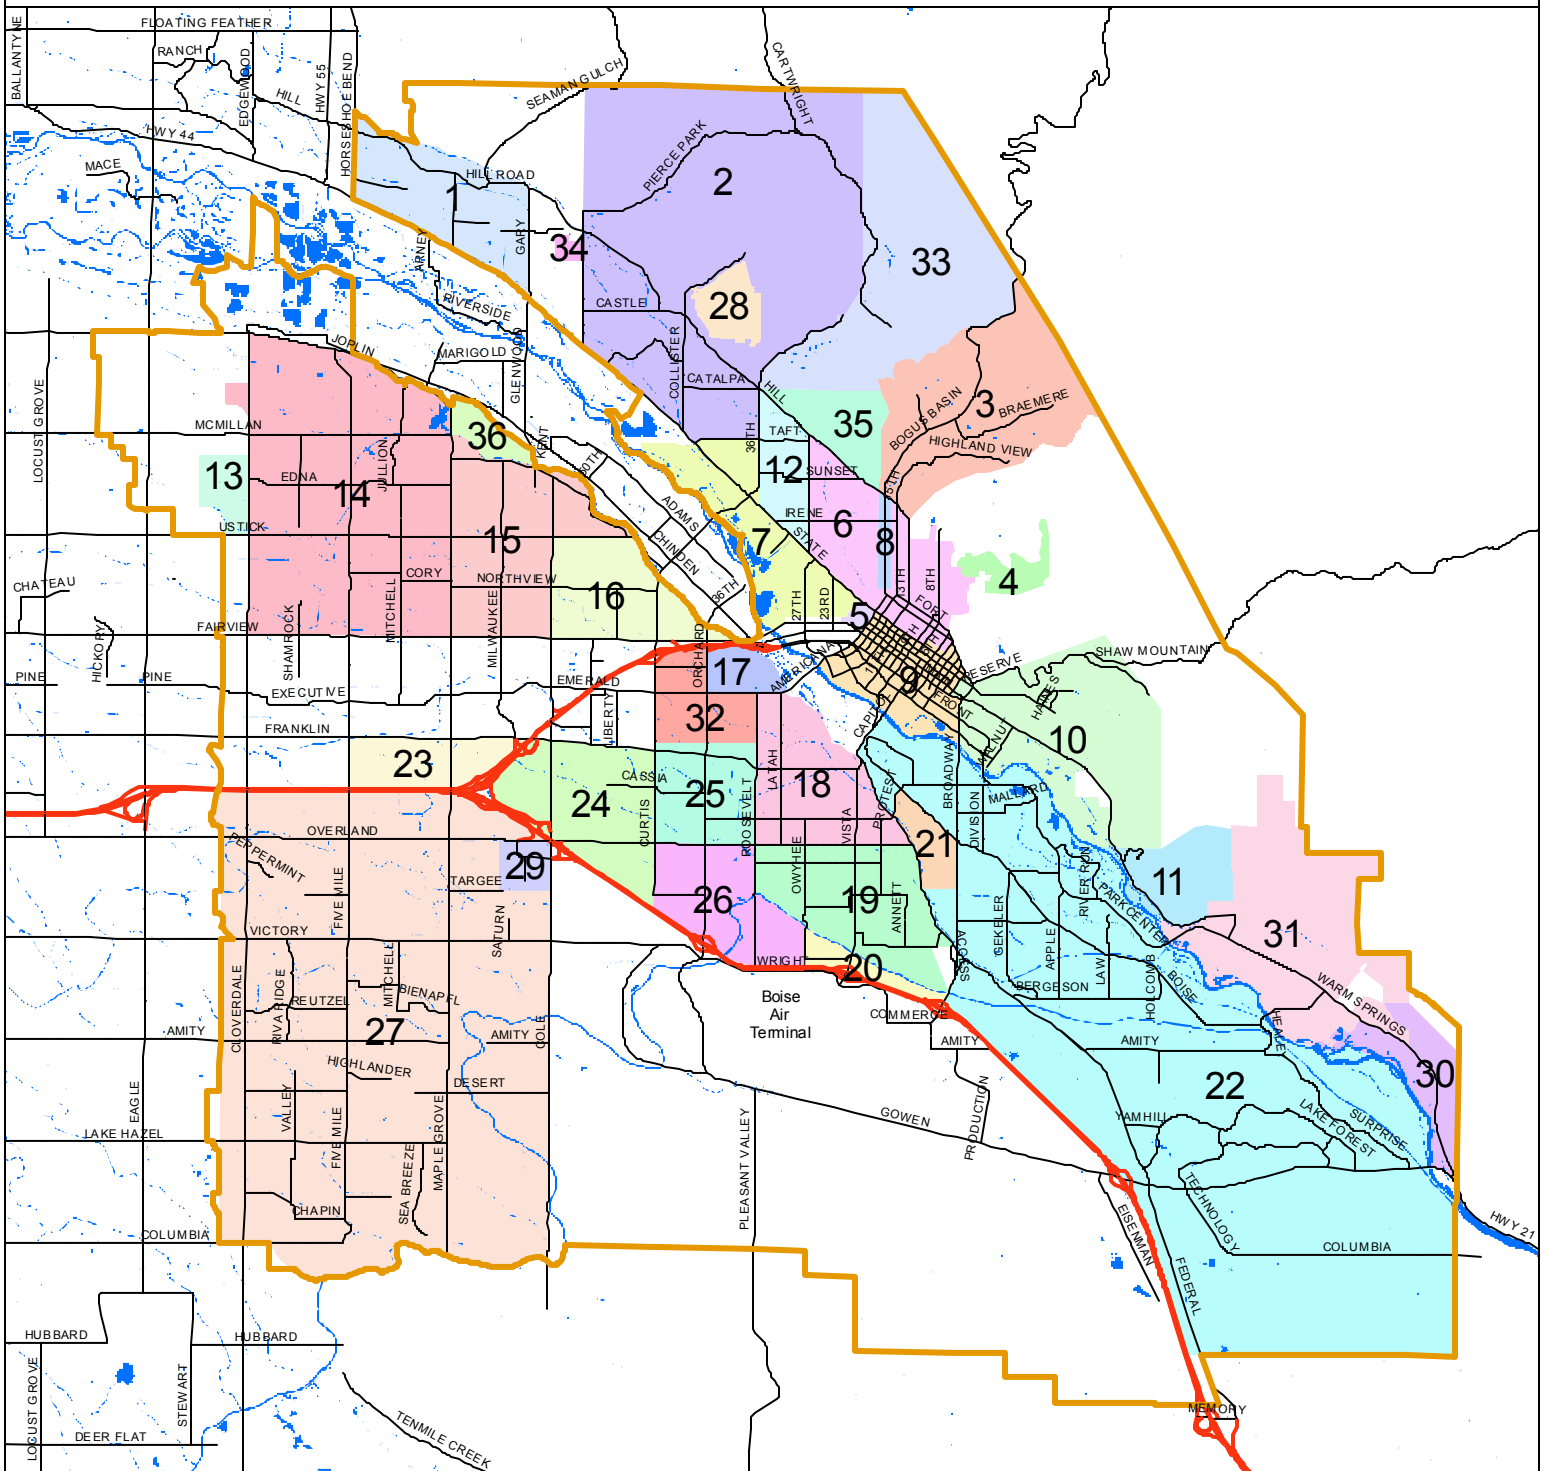 BALLANTYNE
FLOATING FEATHER
RANCH
EDGEWOOD
HILL
HWY 55
HORSESHOE BEND
SEAMAN GULCH
CARTWRIGHT
HWY 44
MACE
PIERCE PARK
2
HILL ROAD
1
GARY
ARNEY
34
33
RIVERSIDE
CASTLE
28
JOPLIN
MARIGOLD
GLENWOOD
COLLISTER
CATALPA
HILL
LOCUST GROVE
BOGUS BASIN
3
BRAEMERE
MCMILLAN
36
KENT
36TH
TAFT
35
HIGHLAND VIEW
13
EDNA
JULLION
14
12
SUNSET
ADAMS
IRENE
6
8
USTICK
15
CHINDEN
7
STATE
4
CHATEAU
CORY
NORTHVIEW
16
36TH
27TH
23RD
13TH
8TH
FORT
5
HICKORY
FAIRVIEW
SHAMROCK
MITCHELL
MILWAUKEE
ORCHARD
17
AMERICANA
9
RESERVE
SHAW MOUNTAIN
PINE
PINE
EXECUTIVE
EMERALD
LIBERTY
32
CAPITOL
FRONT
HAINES
FRANKLIN
WALNUT
10
23
CASSIA
24
25
LATAH
18
BROADWAY
MALLARD
CURTIS
ROOSEVELT
VISTA
PROTEST
DIVISION
OVERLAND
PEPPERMINT
29
21
OWYHEE
TARGEE
26
19
ANNETT
RIVER RUN
11
FIVE MILE
SATURN
GEKELER
PARKCENTER
31
VICTORY
APPLE
LAW
ACCESS
CLOVERDALE
RIVA RIDGE
REUTZEL
MITCHELL
BIENAPFL
WRIGHT
20
BERGESON
HOLCOMB
BOISE
WARM SPRINGS
Boise
Air
Terminal
COMMERCE
AMITY
27
AMITY
COLE
AMITY
AMITY
HEALE
HIGHLANDER
DESERT
30
22
EAGLE
VALLEY
FIVE MILE
MAPLE GROVE
GOWEN
PRODUCTION
YAMHILL
LAKE FOREST
SURPRISE
LAKE HAZEL
SEA BREEZE
PLEASANT VALLEY
TECHNOLOGY
CHAPIN
EISENMAN
HWY 21
COLUMBIA
COLUMBIA
FEDERAL
HUBBARD
HUBBARD
LOCUST GROVE
STEWART
DEER FLAT
TENMILE CREEK
MEMORY